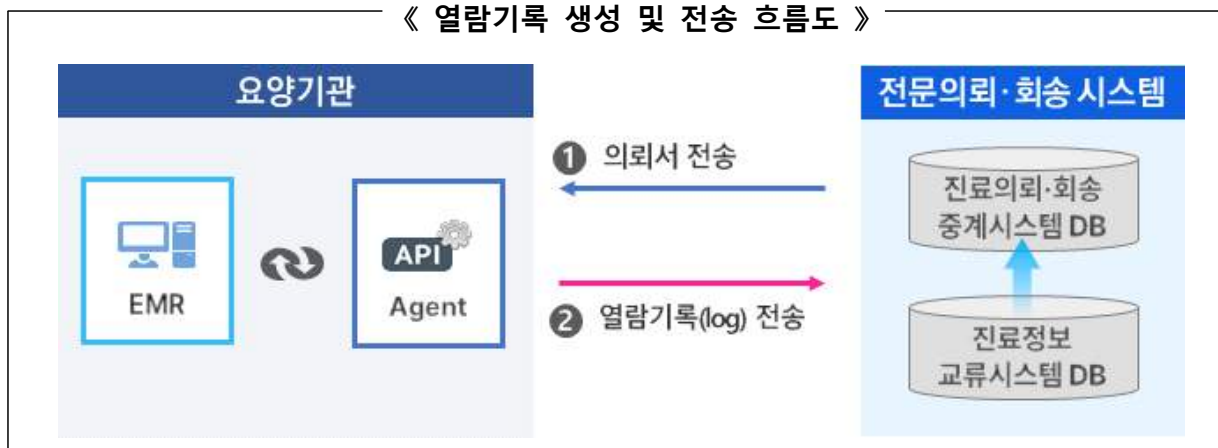 《 열람기록 생성 및 전송 흐름도 》
요양기관
전문의뢰·회송 시스템
❶ 의뢰서 전송
EMR
API
Agent
❷ 열람기록(log) 전송
진료의뢰·회송
중계시스템 DB
진료정보
교류시스템 DB